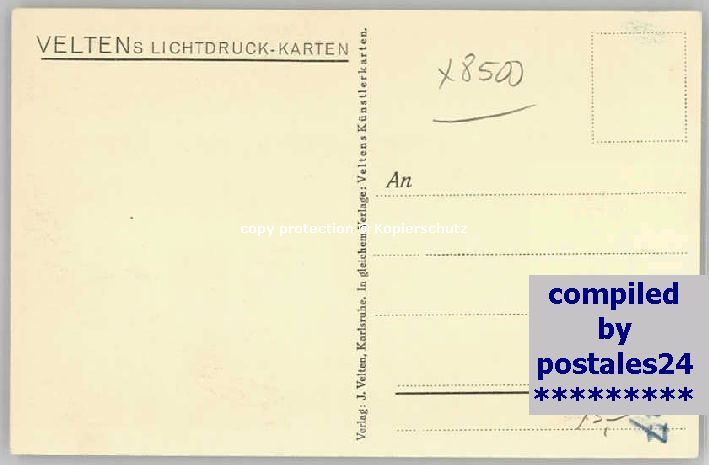 VELTENS LICHTDRUCK-KARTEN
Verlag: J. Velten, Karlsruhe. In gleichem Verlage: Veltens Künstlerkarten.
x8500
An
copy protection & Kopierschutz
compiled
by
postales24
*********